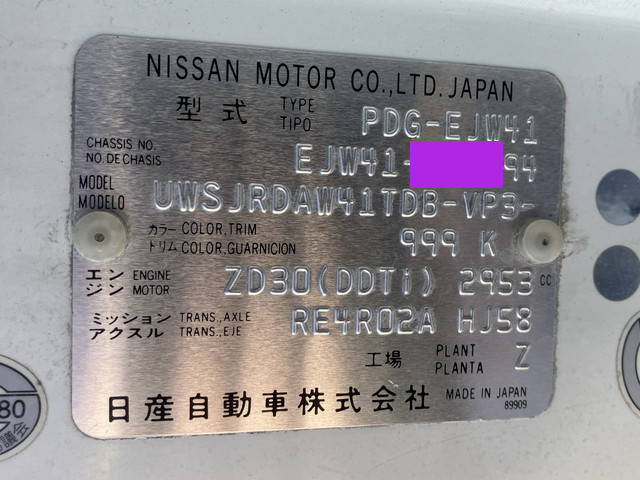 NISSAN MOTOR CO.,LTD. JAPAN
型式 TYPE TIPO PDG-EJW41
CHASSIS NO. NO. DE CHASIS EJW41- 94
MODEL MODELO UWSJRDAW41TDB-VP3-
カラー COLOR,TRIM
トリム COLOR,GUARNICION 999 K
エンジン ENGINE MOTOR ZD30(DDTi) 2953 CC
ミッション TRANS.,AXLE
アクスル TRANS.,EJE RE4R02A HJ58
工場 PLANT PLANTA Z
日産自動車株式会社 MADE IN JAPAN
89909
80
議会